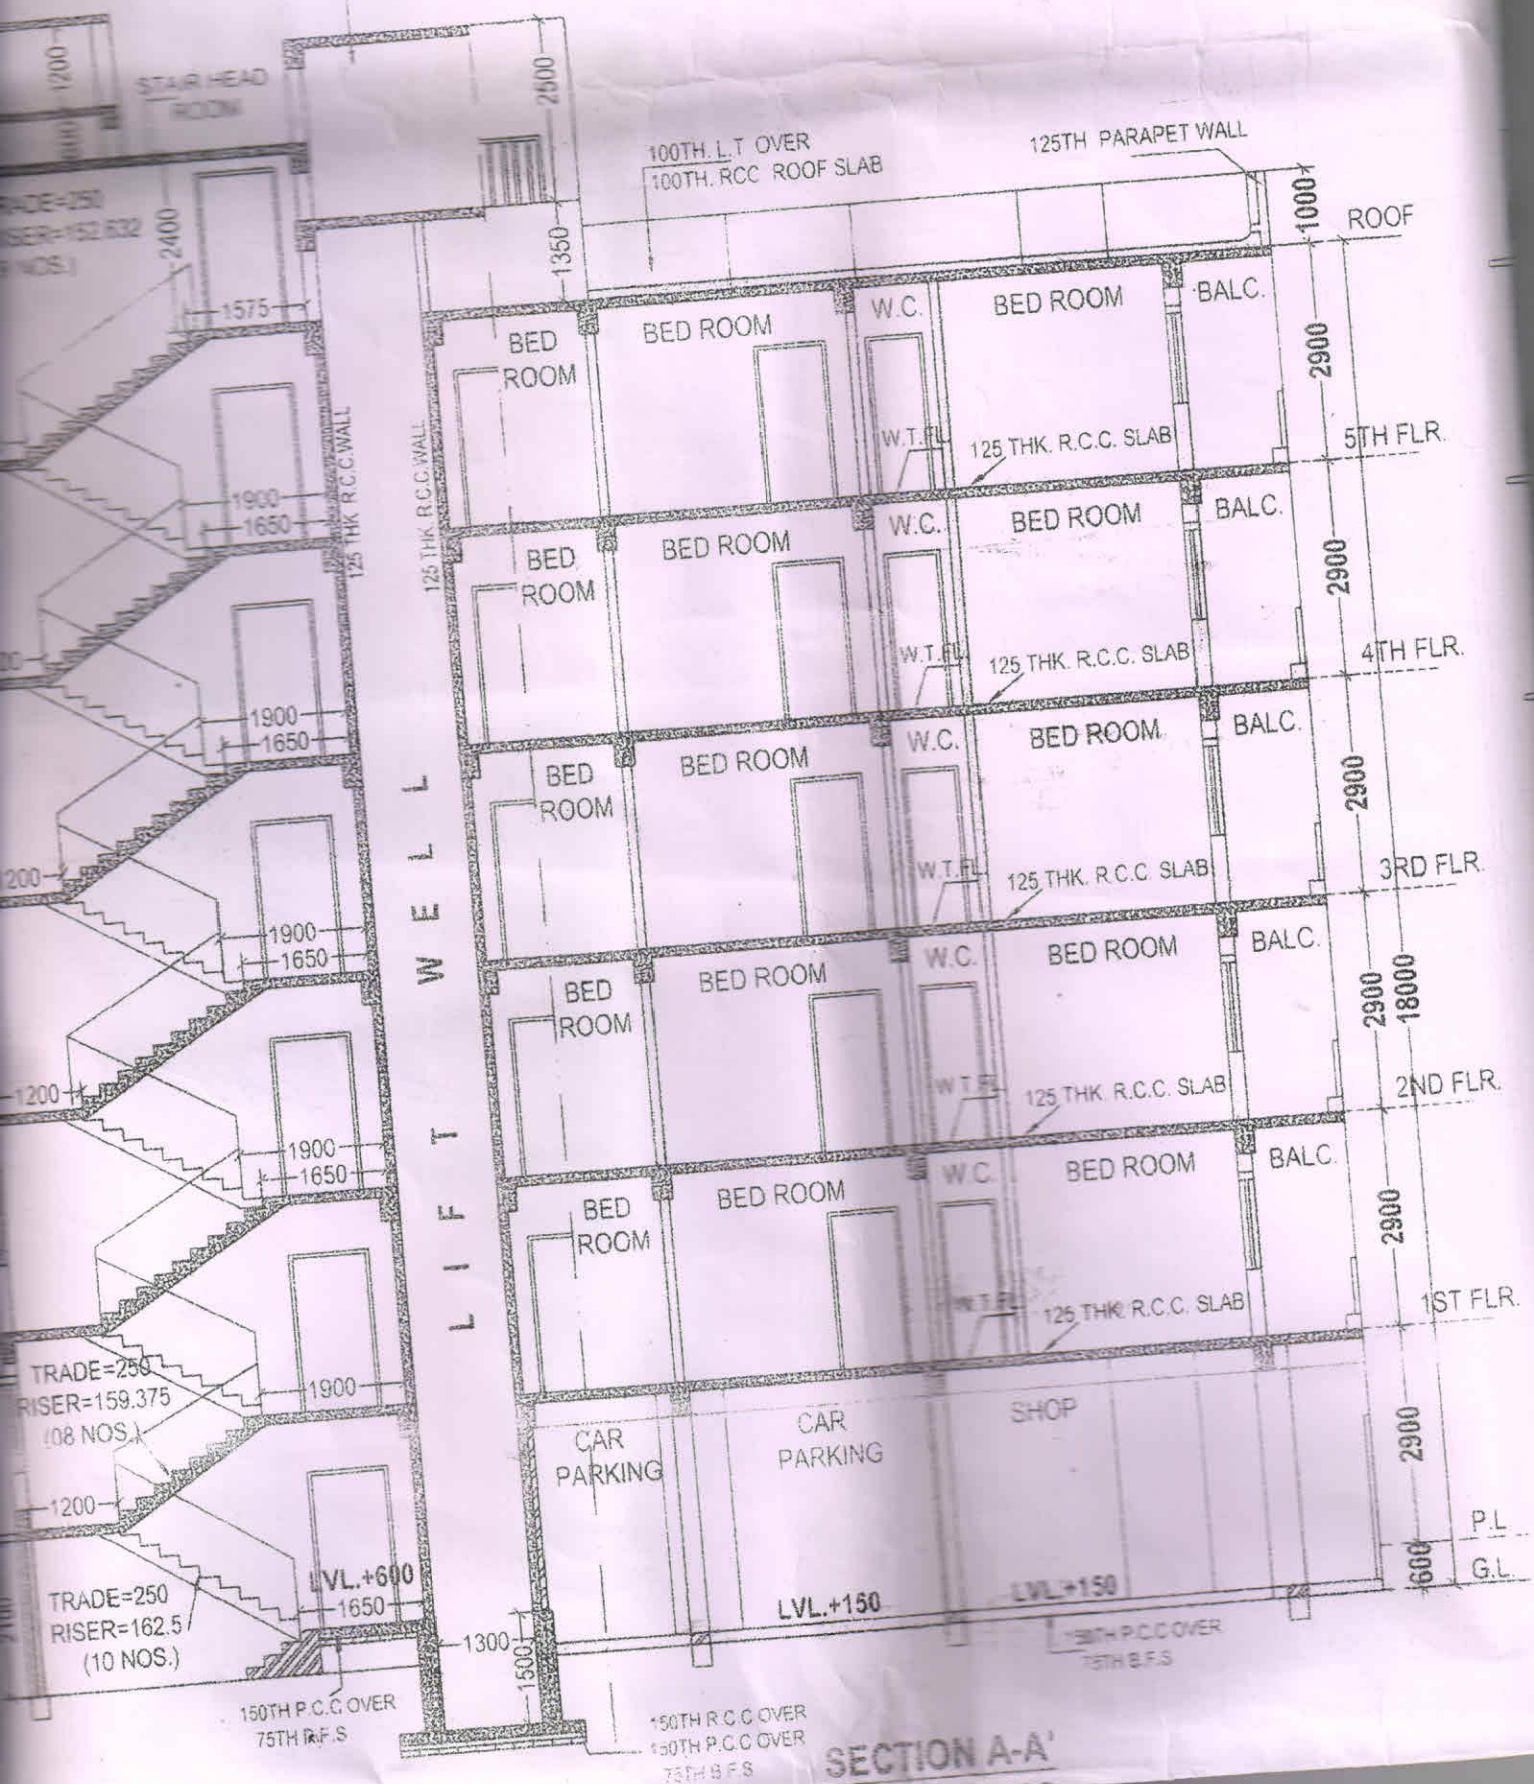 1200
STAIR HEAD
ROOM
2500
100TH. L.T OVER
100TH. RCC ROOF SLAB
125TH PARAPET WALL
1000
ROOF
2400
1350
1575
BED
ROOM
BED ROOM
W.C.
BED ROOM
BALC.
2900
W.T.FL
125 THK. R.C.C. SLAB
5TH FLR.
125 THK R.C.C.WALL
125 THK R.C.C.WALL
1900
1650
BED
ROOM
BED ROOM
W.C.
BED ROOM
BALC.
2900
W.T.FL
125 THK. R.C.C. SLAB
4TH FLR.
1900
1650
BED
ROOM
BED ROOM
W.C.
BED ROOM
BALC.
2900
W.T.FL
125 THK. R.C.C. SLAB
3RD FLR.
LIFT WELL
1900
1650
BED
ROOM
BED ROOM
W.C.
BED ROOM
BALC.
2900
18000
1200
W.T.FL
125 THK. R.C.C. SLAB
2ND FLR.
1900
1650
BED
ROOM
BED ROOM
W.C.
BED ROOM
BALC.
2900
125 THK. R.C.C. SLAB
1ST FLR.
TRADE=250
RISER=159.375
(08 NOS.)
1900
CAR
PARKING
CAR
PARKING
SHOP
2900
1200
P.L
G.L.
600
TRADE=250
RISER=162.5
(10 NOS.)
LVL.+600
1650
LVL.+150
LVL.+150
1300
1500
150TH P.C.C OVER
75TH B.F.S
150TH P.C.C OVER
75TH B.F.S
150TH R.C.C OVER
150TH P.C.C OVER
75TH B.F.S
SECTION A-A'